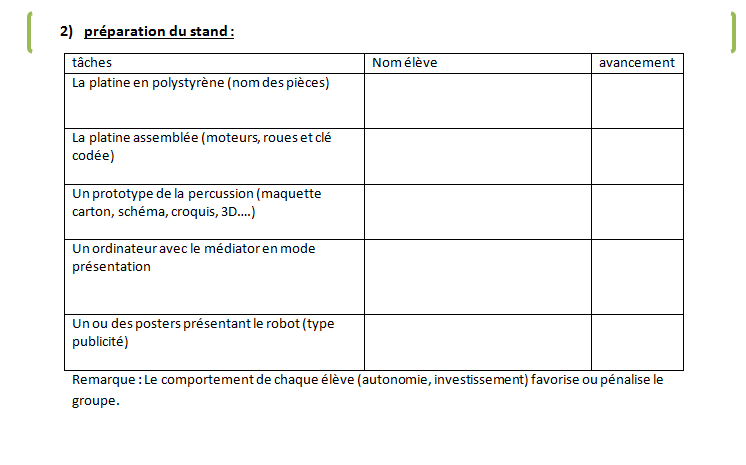 2) préparation du stand :
tâches Nom élève avancement
La platine en polystyrène (nom des pièces)
La platine assemblée (moteurs, roues et clé
codée)
Un prototype de la percussion (maquette
carton, schéma, croquis, 3D....)
Un ordinateur avec le médiator en mode
présentation
Un ou des posters présentant le robot (type
publicité)
Remarque : Le comportement de chaque élève (autonomie, investissement) favorise ou pénalise le
groupe.